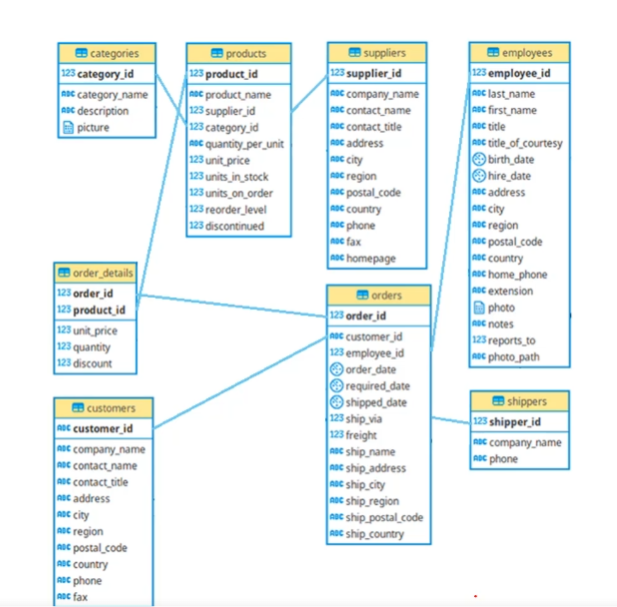 categories
123 category_id
ABC category_name
ABC description
picture
products
123 product_id
ABC product_name
123 supplier_id
123 category_id
ABC quantity_per_unit
123 unit_price
123 units_in_stock
123 units_on_order
123 reorder_level
123 discontinued
suppliers
123 supplier_id
ABC company_name
ABC contact_name
ABC contact_title
ABC address
ABC city
ABC region
ABC postal_code
ABC country
ABC phone
ABC fax
ABC homepage
employees
123 employee_id
ABC last_name
ABC first_name
ABC title
ABC title_of_courtesy
birth_date
hire_date
ABC address
ABC city
ABC region
ABC postal_code
ABC country
ABC home_phone
ABC extension
photo
ABC notes
123 reports_to
ABC photo_path
order_details
123 order_id
123 product_id
123 unit_price
123 quantity
123 discount
orders
123 order_id
ABC customer_id
123 employee_id
order_date
required_date
shipped_date
123 ship_via
123 freight
ABC ship_name
ABC ship_address
ABC ship_city
ABC ship_region
ABC ship_postal_code
ABC ship_country
customers
ABC customer_id
ABC company_name
ABC contact_name
ABC contact_title
ABC address
ABC city
ABC region
ABC postal_code
ABC country
ABC phone
ABC fax
shippers
123 shipper_id
ABC company_name
ABC phone